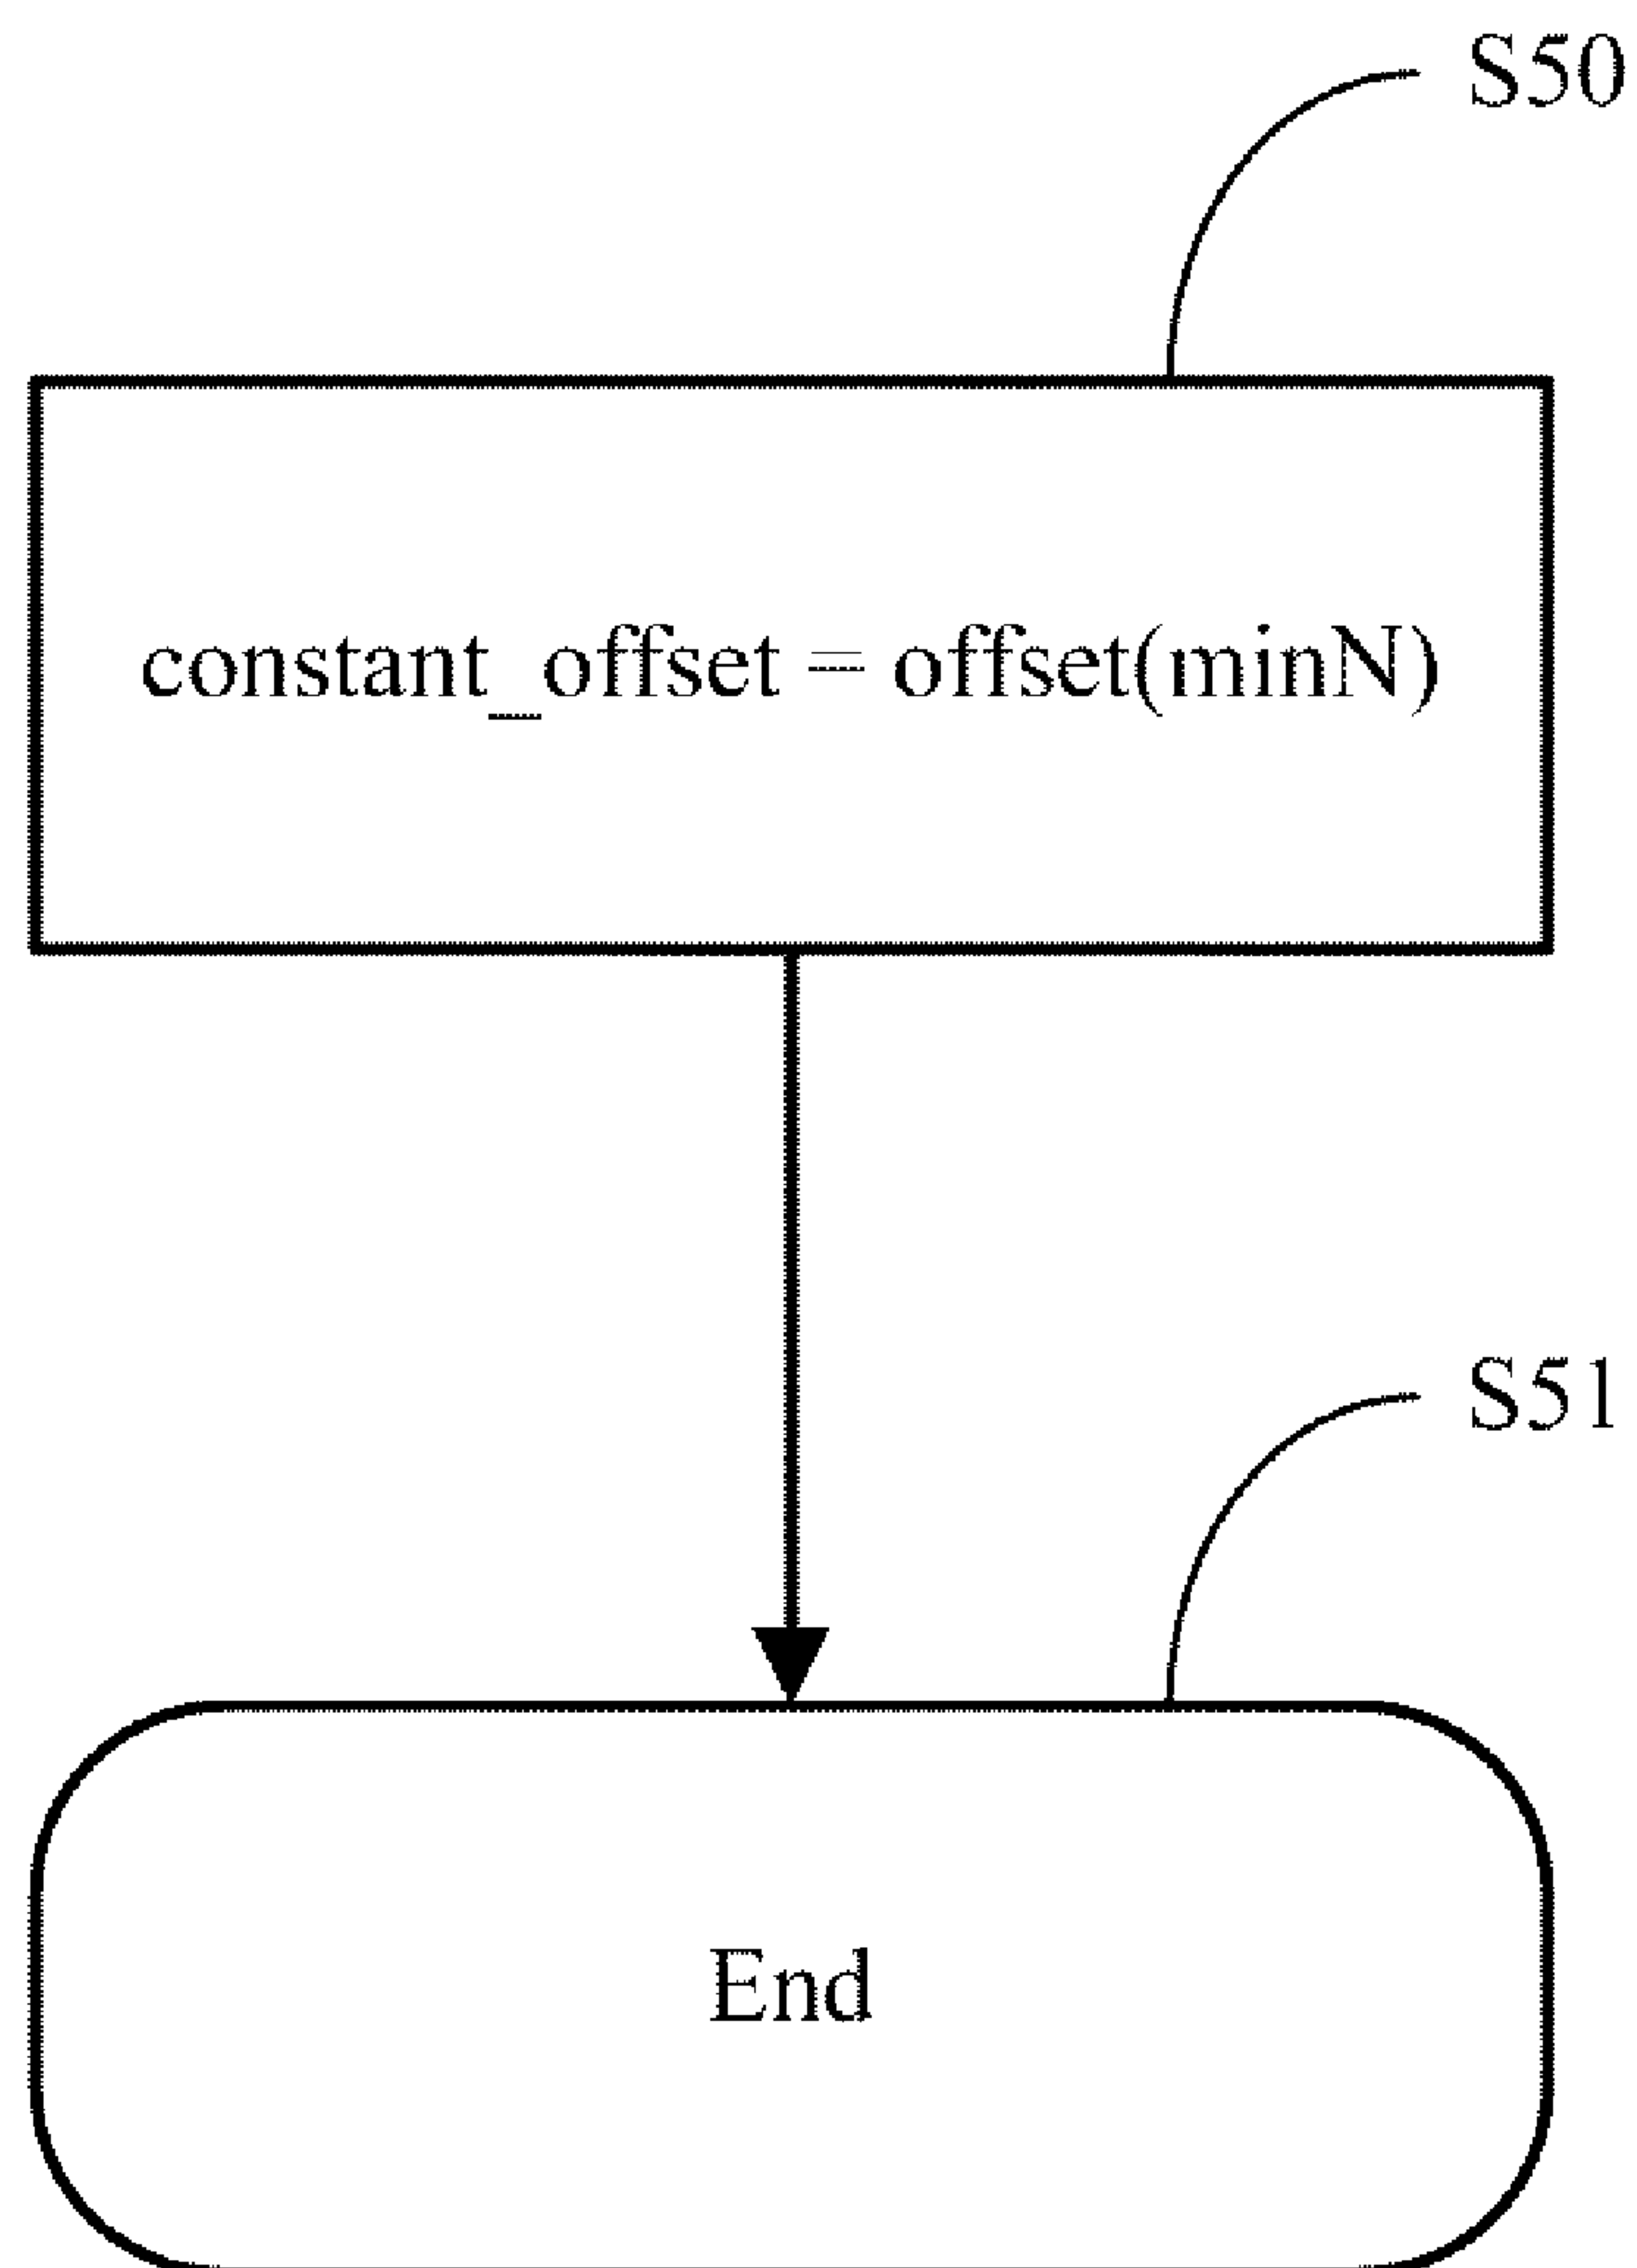 S50
constant_offset = offset(minN)
S51
End